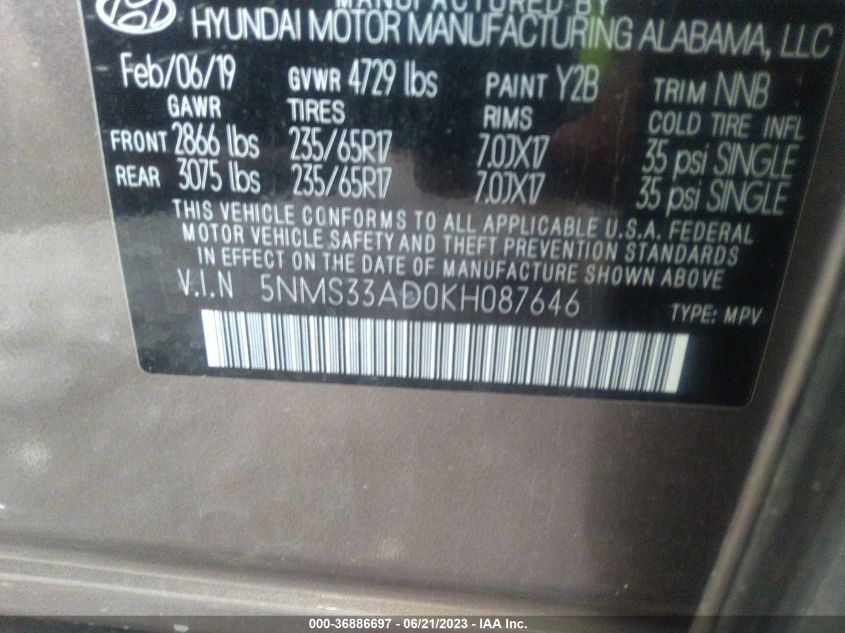 MANUFACTURED BY
HYUNDAI MOTOR MANUFACTURING ALABAMA, LLC
Feb/06/19 GVWR 4729 lbs PAINT Y2B TRIM NNB
GAWR TIRES RIMS COLD TIRE INFL
FRONT 2866 lbs 235/65R17 7.0JX17 35 psi SINGLE
REAR 3075 lbs 235/65R17 7.0JX17 35 psi SINGLE
THIS VEHICLE CONFORMS TO ALL APPLICABLE U.S.A. FEDERAL
MOTOR VEHICLE SAFETY AND THEFT PREVENTION STANDARDS
IN EFFECT ON THE DATE OF MANUFACTURE SHOWN ABOVE
V.I.N 5NMS33AD0KH087646 TYPE: MPV
000-36886697 - 06/21/2023 - © IAA Inc.